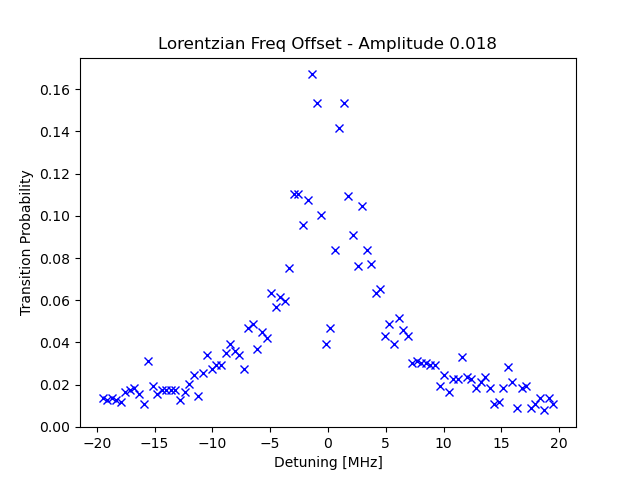 Lorentzian Freq Offset - Amplitude 0.018
Transition Probability
0.16
0.14
0.12
0.10
0.08
0.06
0.04
0.02
0.00
−20 −15 −10 −5 0 5 10 15 20
Detuning [MHz]